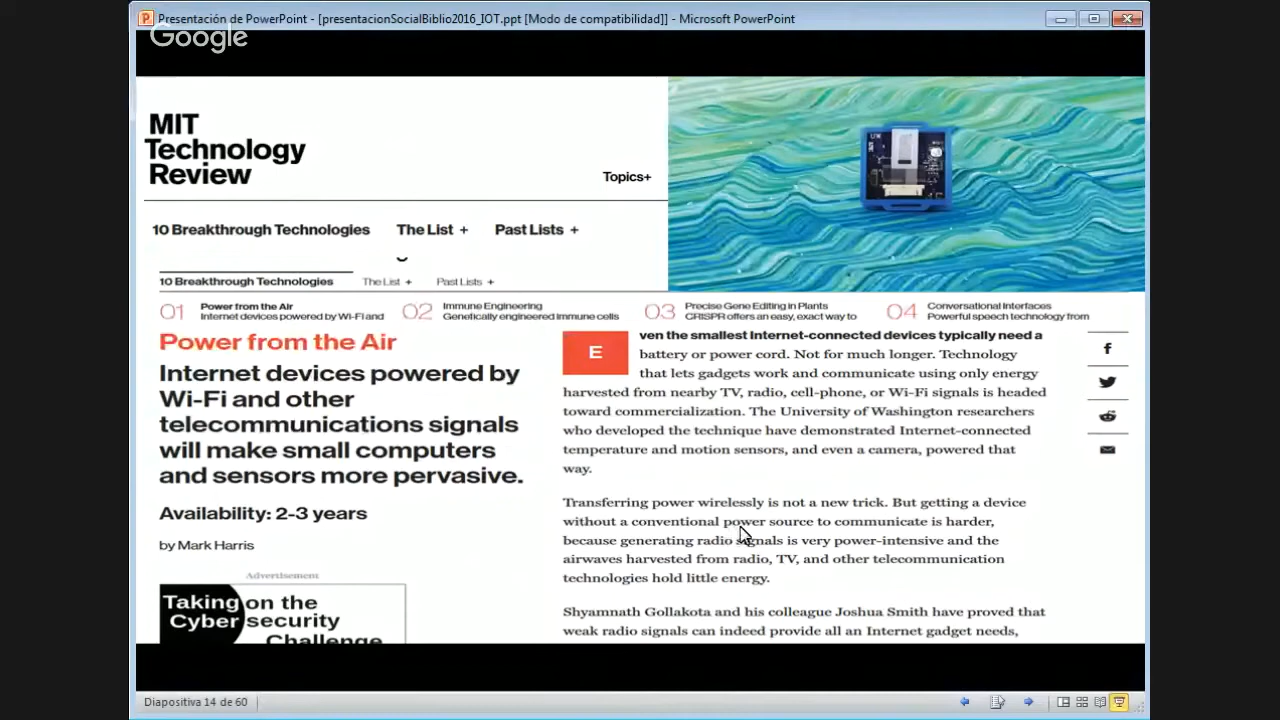 Presentación de PowerPoint - [presentacionSocialBiblio2016_IOT.ppt [Modo de compatibilidad]] - Microsoft PowerPoint
Google
MIT
Technology
Review
Topics+
10 Breakthrough Technologies The List + Past Lists +
10 Breakthrough Technologies The List + Past Lists +
01 Power from the Air
Internet devices powered by Wi-Fi and
02 Immune Engineering
Genetically engineered immune cells
03 Precise Gene Editing in Plants
CRISPR offers an easy, exact way to
04 Conversational Interfaces
Powerful speech technology from
Power from the Air
Internet devices powered by
Wi-Fi and other
telecommunications signals
will make small computers
and sensors more pervasive.
Availability: 2-3 years
by Mark Harris
Advertisement
Taking on the
Cyber security
Challenge
Even the smallest Internet-connected devices typically need a
battery or power cord. Not for much longer. Technology
that lets gadgets work and communicate using only energy
harvested from nearby TV, radio, cell-phone, or Wi-Fi signals is headed
toward commercialization. The University of Washington researchers
who developed the technique have demonstrated Internet-connected
temperature and motion sensors, and even a camera, powered that
way.
Transferring power wirelessly is not a new trick. But getting a device
without a conventional power source to communicate is harder,
because generating radio signals is very power-intensive and the
airwaves harvested from radio, TV, and other telecommunication
technologies hold little energy.
Shyamnath Gollakota and his colleague Joshua Smith have proved that
weak radio signals can indeed provide all an Internet gadget needs,
Diapositiva 14 de 60